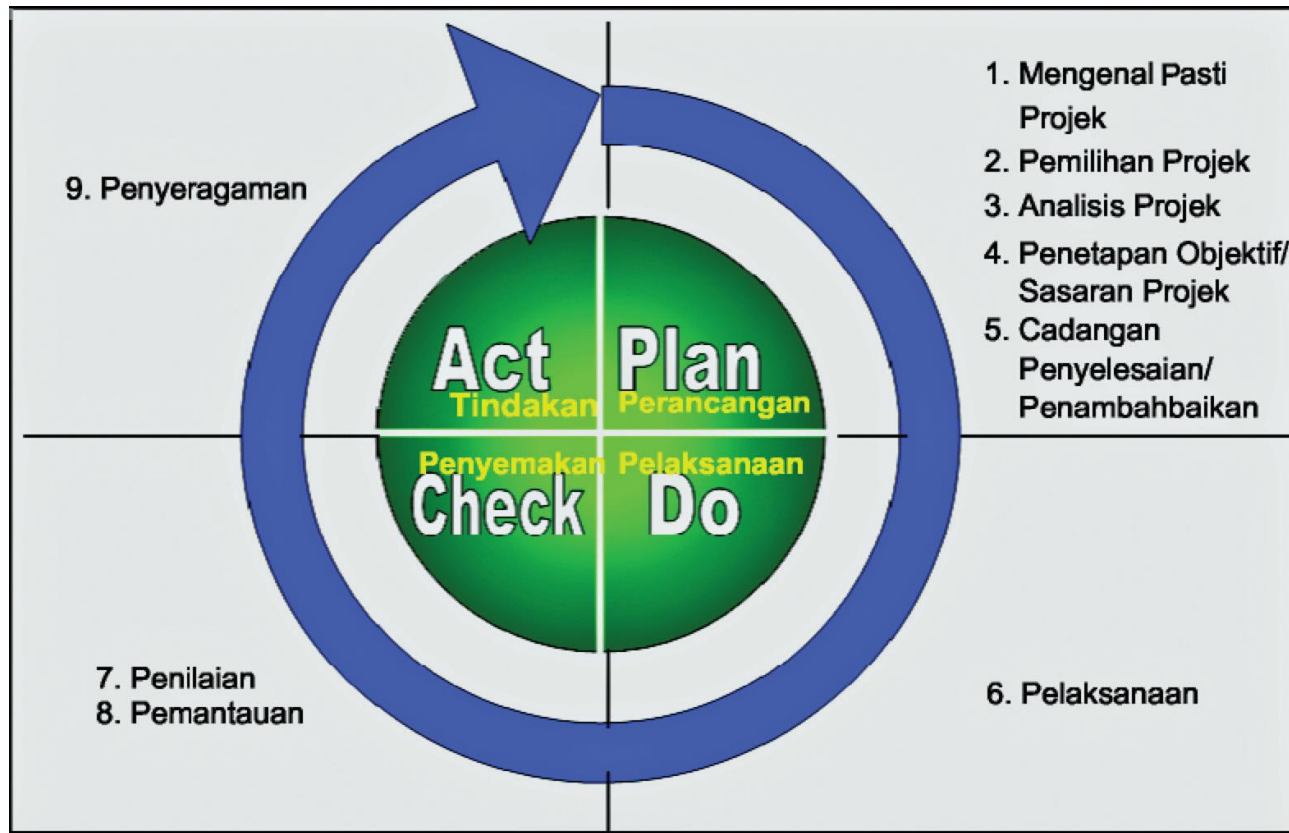 1. Mengenal Pasti
Projek
2. Pemilihan Projek
3. Analisis Projek
4. Penetapan Objektif/
Sasaran Projek
5. Cadangan
Penyelesaian/
Penambahbaikan
9. Penyeragaman
Act
Tindakan
Plan
Perancangan
Penyemakan
Check
Pelaksanaan
Do
6. Pelaksanaan
7. Penilaian
8. Pemantauan